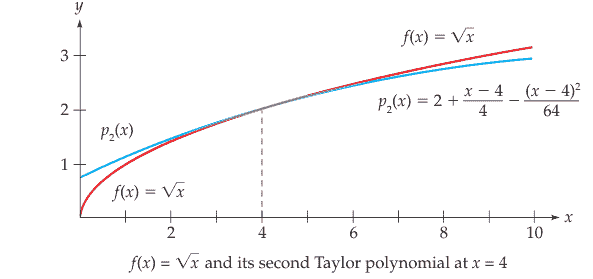 y
f(x) = √x
3
p₂(x) = 2 + (x − 4)/4 − (x − 4)²/64
2
p₂(x)
1
f(x) = √x
x
2 4 6 8 10
f(x) = √x and its second Taylor polynomial at x = 4